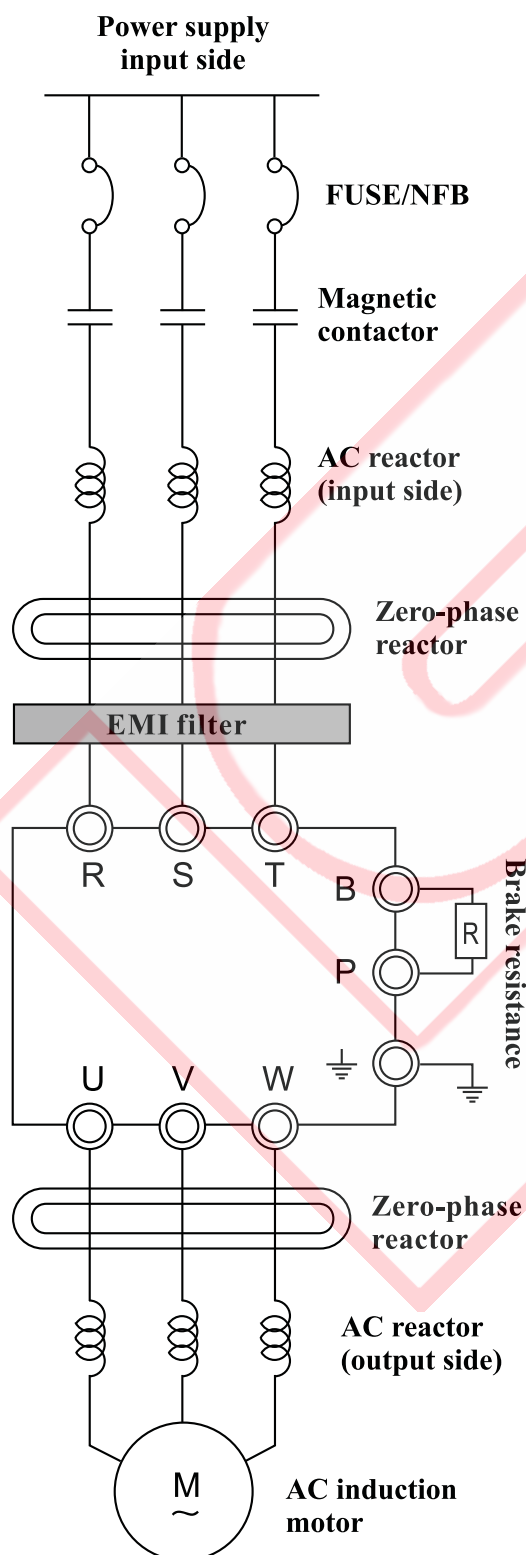 Power supply
input side
FUSE/NFB
Magnetic
contactor
AC reactor
(input side)
Zero-phase
reactor
EMI filter
R S T
B
R
Brake resistance
P
U V W
Zero-phase
reactor
AC reactor
(output side)
M
~
AC induction
motor